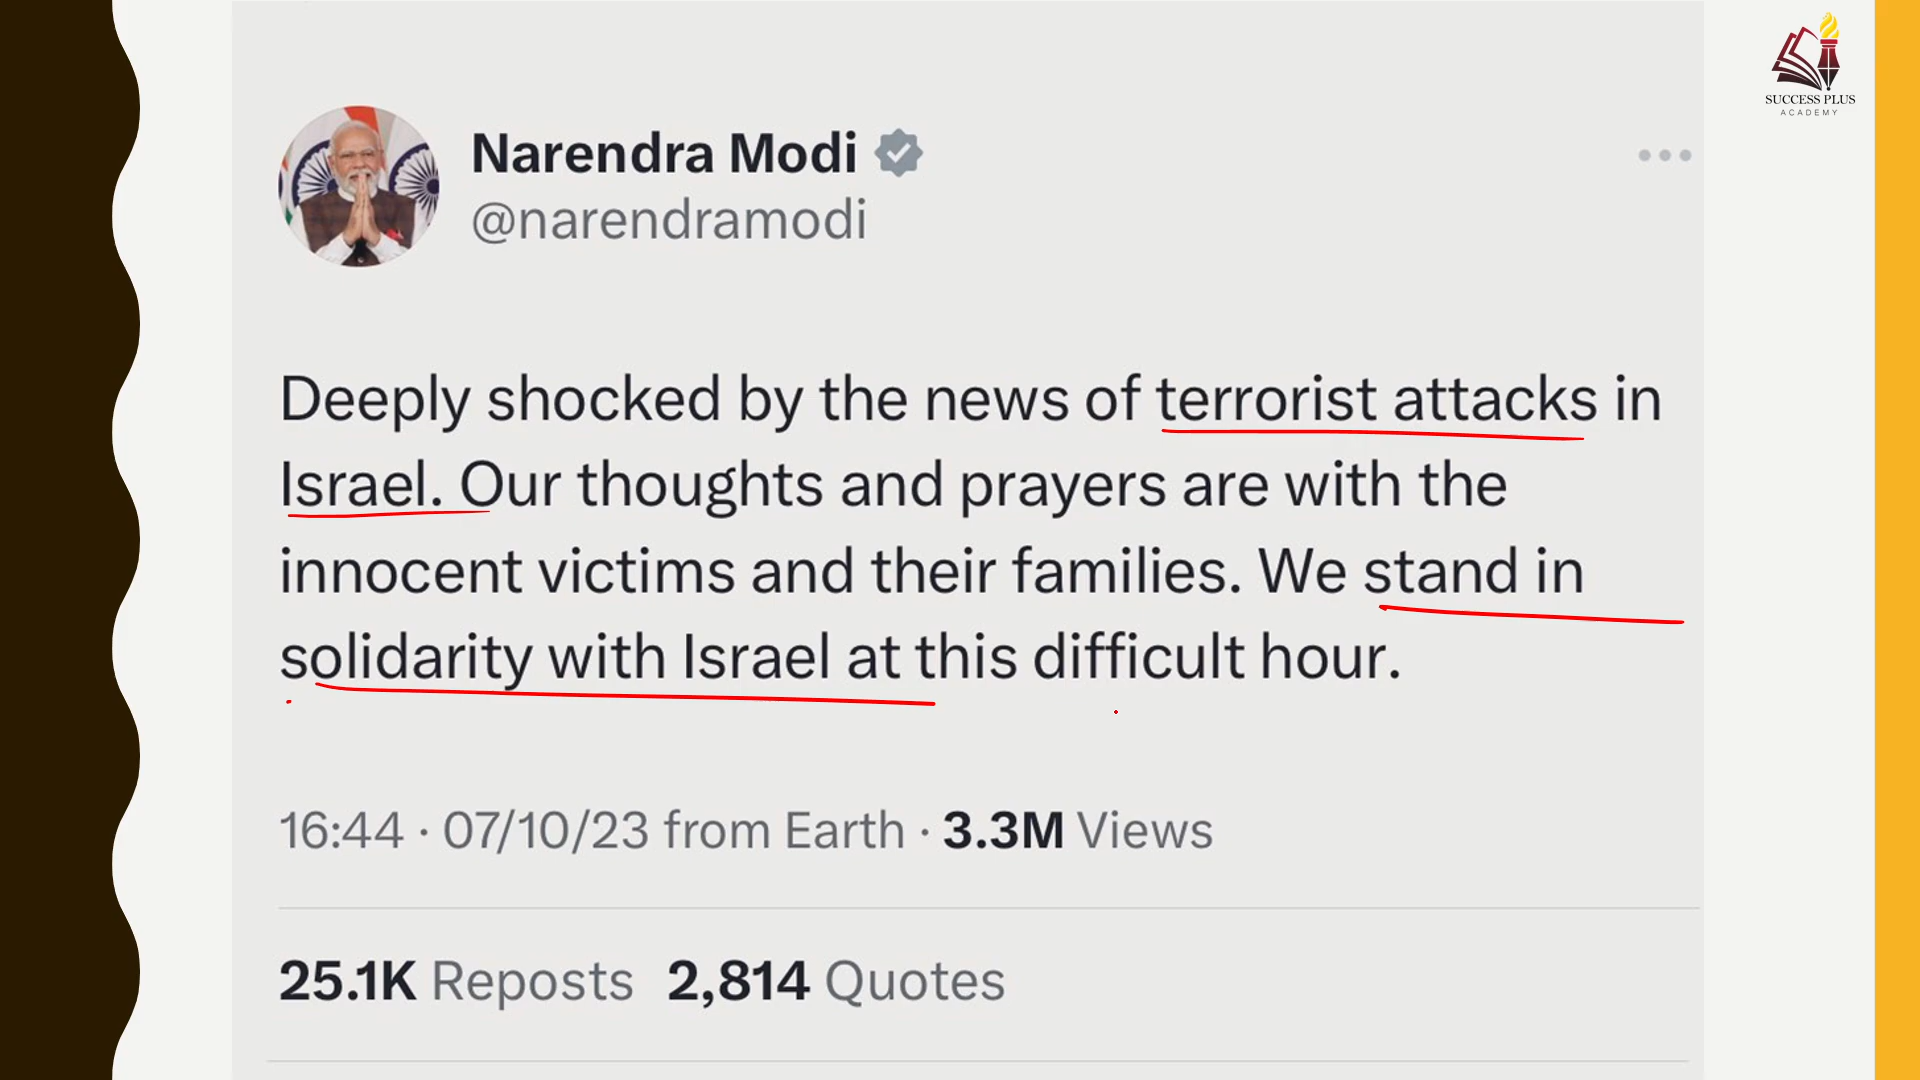 SUCCESS PLUS
ACADEMY
Narendra Modi
@narendramodi
Deeply shocked by the news of terrorist attacks in
Israel. Our thoughts and prayers are with the
innocent victims and their families. We stand in
solidarity with Israel at this difficult hour.
16:44 · 07/10/23 from Earth · 3.3M Views
25.1K Reposts 2,814 Quotes